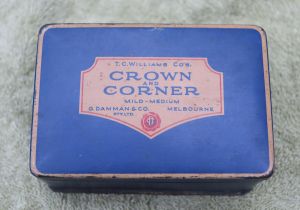 T.C. WILLIAMS CO'S.
CROWN
AND
CORNER
MILD-MEDIUM
G. DAMMAN & CO. MELBOURNE
PTY. LTD.